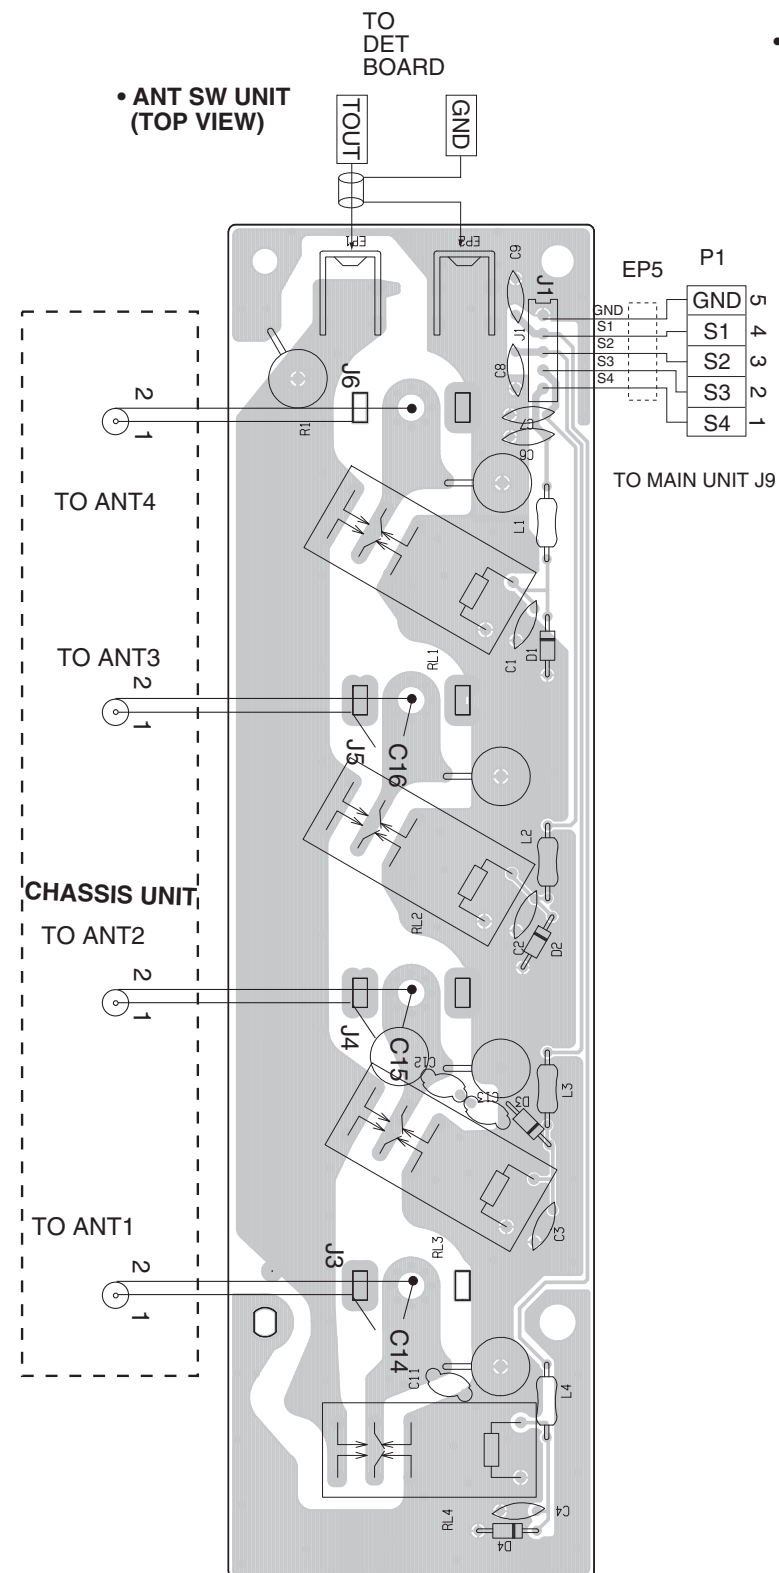 TO
DET
BOARD
• ANT SW UNIT
(TOP VIEW)
TOUT
GND
•
EP1
EP2
C9
J1
J1
EP5
P1
GND
S1
S2
S3
S4
GND 5
S1 4
S2 3
S3 2
S4 1
TO MAIN UNIT J9
C8
C6
J6
R1
2
1
TO ANT4
L1
C1
D1
RL1
TO ANT3
2
1
J5
C16
L2
RL2
C2
D2
CHASSIS UNIT
TO ANT2
2
1
J4
C15
C12
C13
D3
L3
RL3
C3
TO ANT1
2
1
J3
C14
C11
L4
RL4
C4
D4